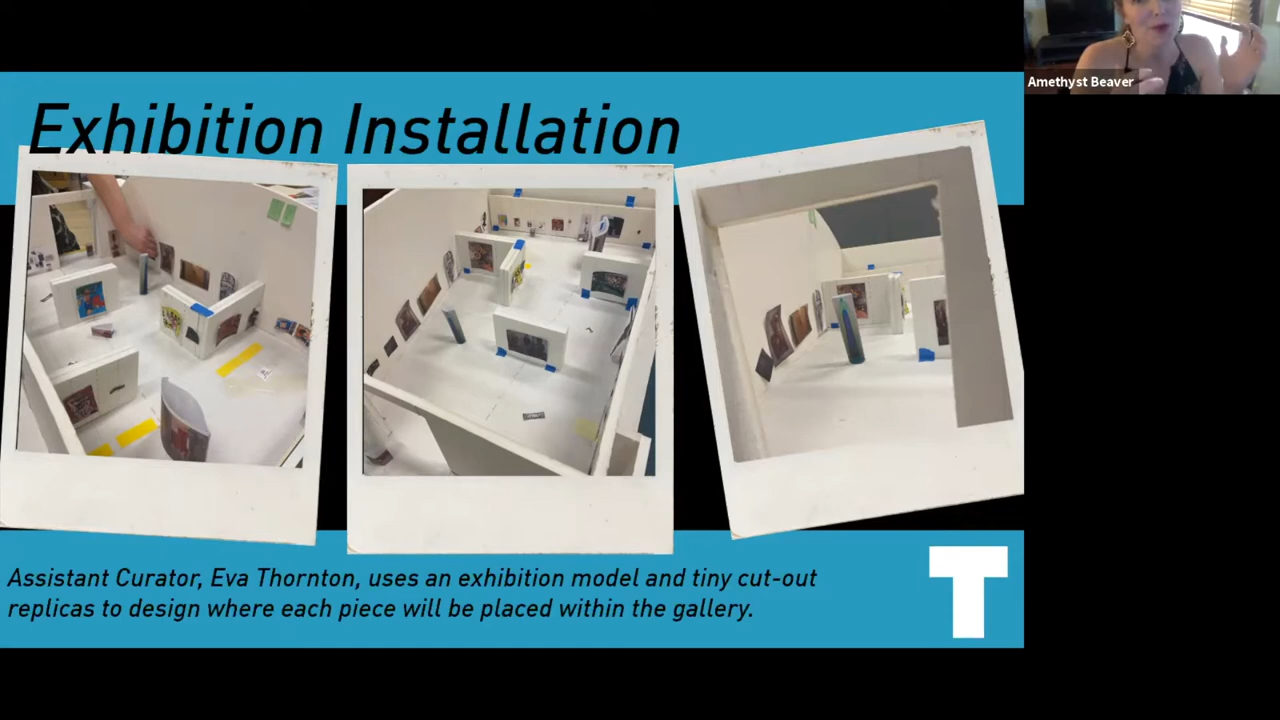 Exhibition Installation
Amethyst Beaver
Assistant Curator, Eva Thornton, uses an exhibition model and tiny cut-out
replicas to design where each piece will be placed within the gallery.
T